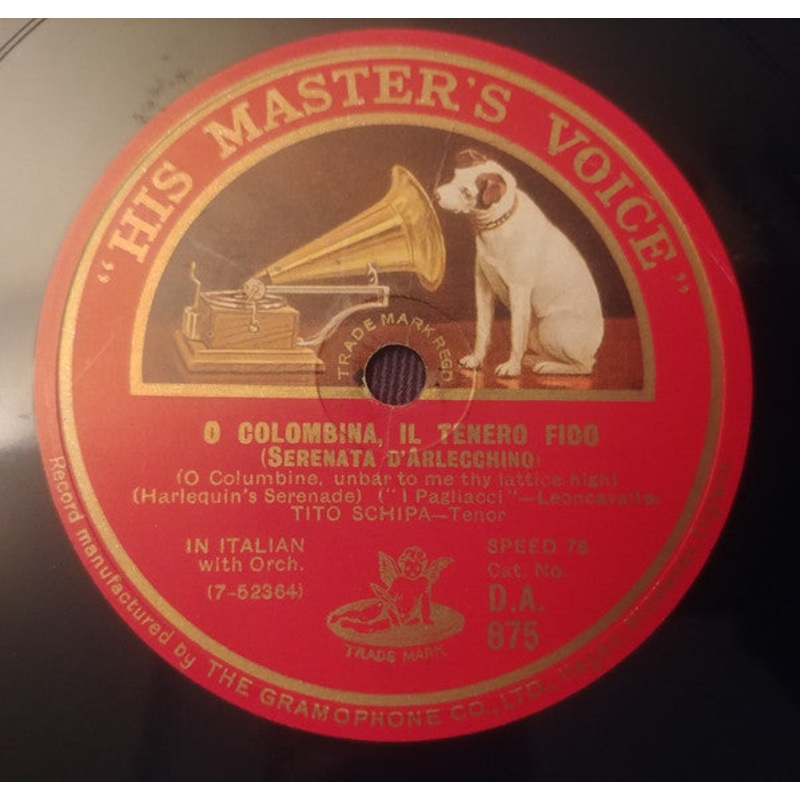 "HIS MASTER'S VOICE"
TRADE MARK REGD
O COLOMBINA, IL TENERO FIDO
(SERENATA D'ARLECCHINO)
(O Columbine, unbar to me thy lattice high)
(Harlequin's Serenade) ("I Pagliacci"—Leoncavallo)
TITO SCHIPA—Tenor
IN ITALIAN
with Orch.
(7-52364)
SPEED 78
Cat. No.
D.A.
875
TRADE MARK
Record manufactured by THE GRAMOPHONE CO., LTD., Hayes,